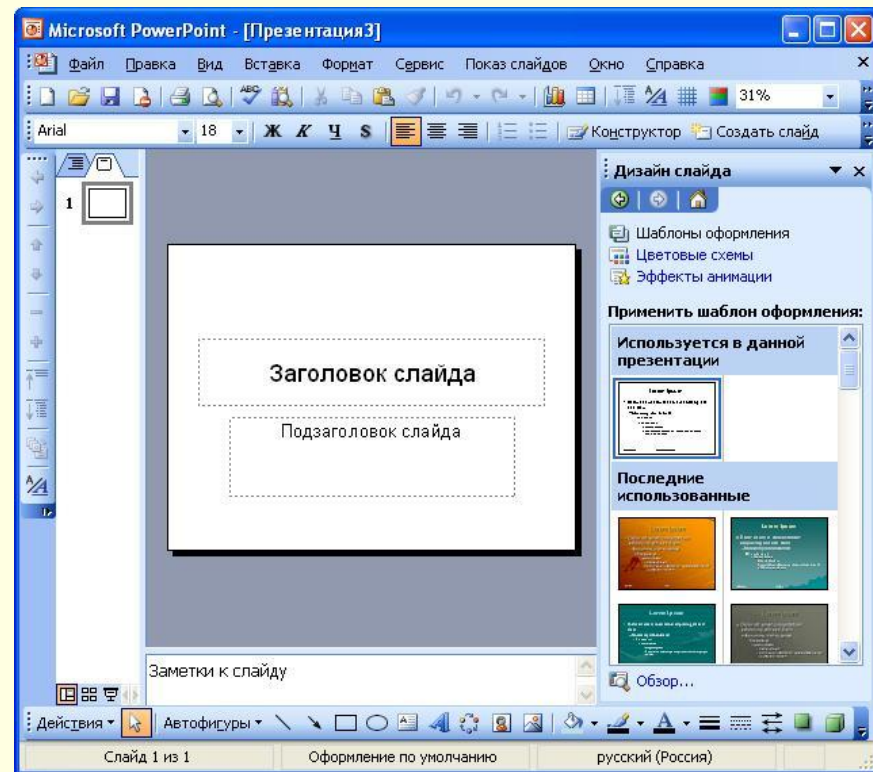 Microsoft PowerPoint - [Презентация3]
Файл Правка Вид Вставка Формат Сервис Показ слайдов Окно Справка
31%
Arial 18 Ж К Ч S Конструктор Создать слайд
Дизайн слайда
1
Шаблоны оформления
Цветовые схемы
Эффекты анимации
Применить шаблон оформления:
Используется в данной
презентации
Заголовок слайда
Подзаголовок слайда
Последние
использованные
Заметки к слайду
Обзор...
Действия Автофигуры
Слайд 1 из 1 Оформление по умолчанию русский (Россия)